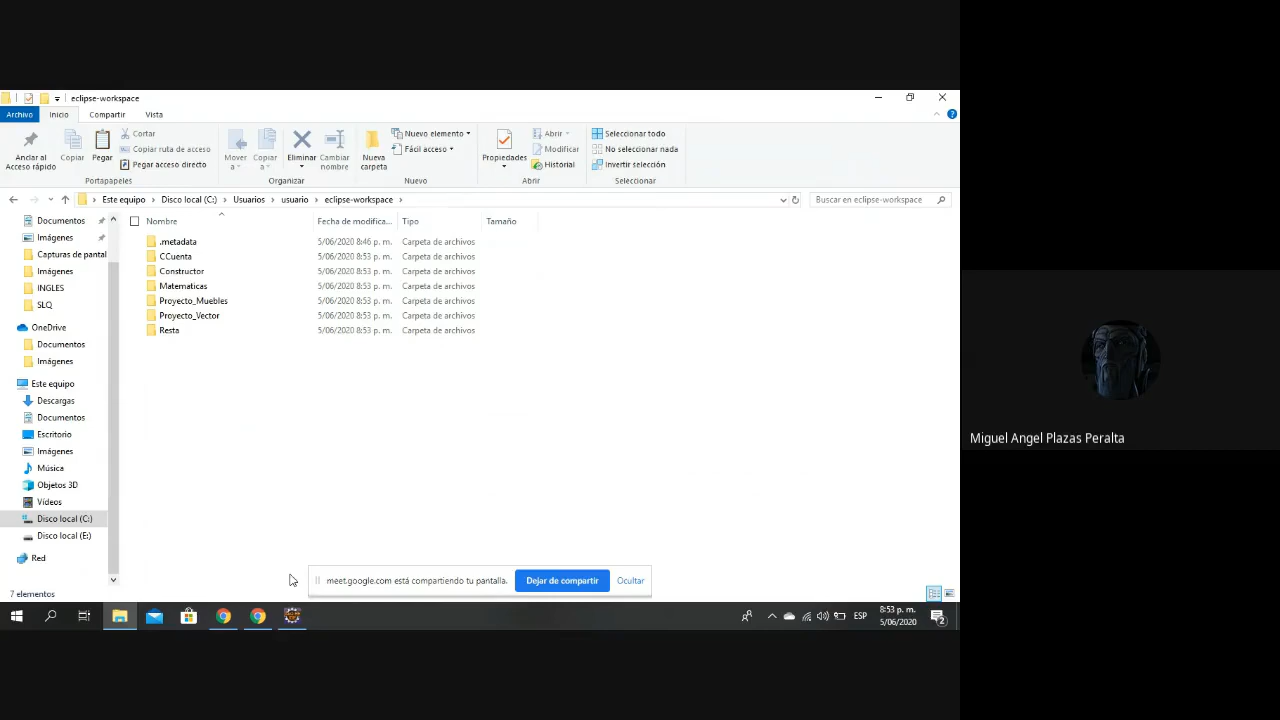 eclipse-workspace
Archivo Inicio Compartir Vista
Anclar al Acceso rápido
Copiar
Pegar
Cortar
Copiar ruta de acceso
Pegar acceso directo
Portapapeles
Mover a
Copiar a
Eliminar
Cambiar nombre
Organizar
Nueva carpeta
Nuevo elemento
Fácil acceso
Nuevo
Propiedades
Abrir
Modificar
Historial
Abrir
Seleccionar todo
No seleccionar nada
Invertir selección
Seleccionar
Este equipo > Disco local (C:) > Usuarios > usuario > eclipse-workspace >
Buscar en eclipse-workspace
Documentos
Imágenes
Capturas de pantal
Imágenes
INGLES
SLQ
OneDrive
Documentos
Imágenes
Este equipo
Descargas
Documentos
Escritorio
Imágenes
Música
Objetos 3D
Vídeos
Disco local (C:)
Disco local (E:)
Red
Nombre Fecha de modifica... Tipo Tamaño
.metadata 5/06/2020 8:46 p. m. Carpeta de archivos
CCuenta 5/06/2020 8:53 p. m. Carpeta de archivos
Constructor 5/06/2020 8:53 p. m. Carpeta de archivos
Matematicas 5/06/2020 8:53 p. m. Carpeta de archivos
Proyecto_Muebles 5/06/2020 8:53 p. m. Carpeta de archivos
Proyecto_Vector 5/06/2020 8:53 p. m. Carpeta de archivos
Resta 5/06/2020 8:53 p. m. Carpeta de archivos
meet.google.com está compartiendo tu pantalla. Dejar de compartir Ocultar
7 elementos
ESP
8:53 p. m.
5/06/2020
2
Miguel Angel Plazas Peralta